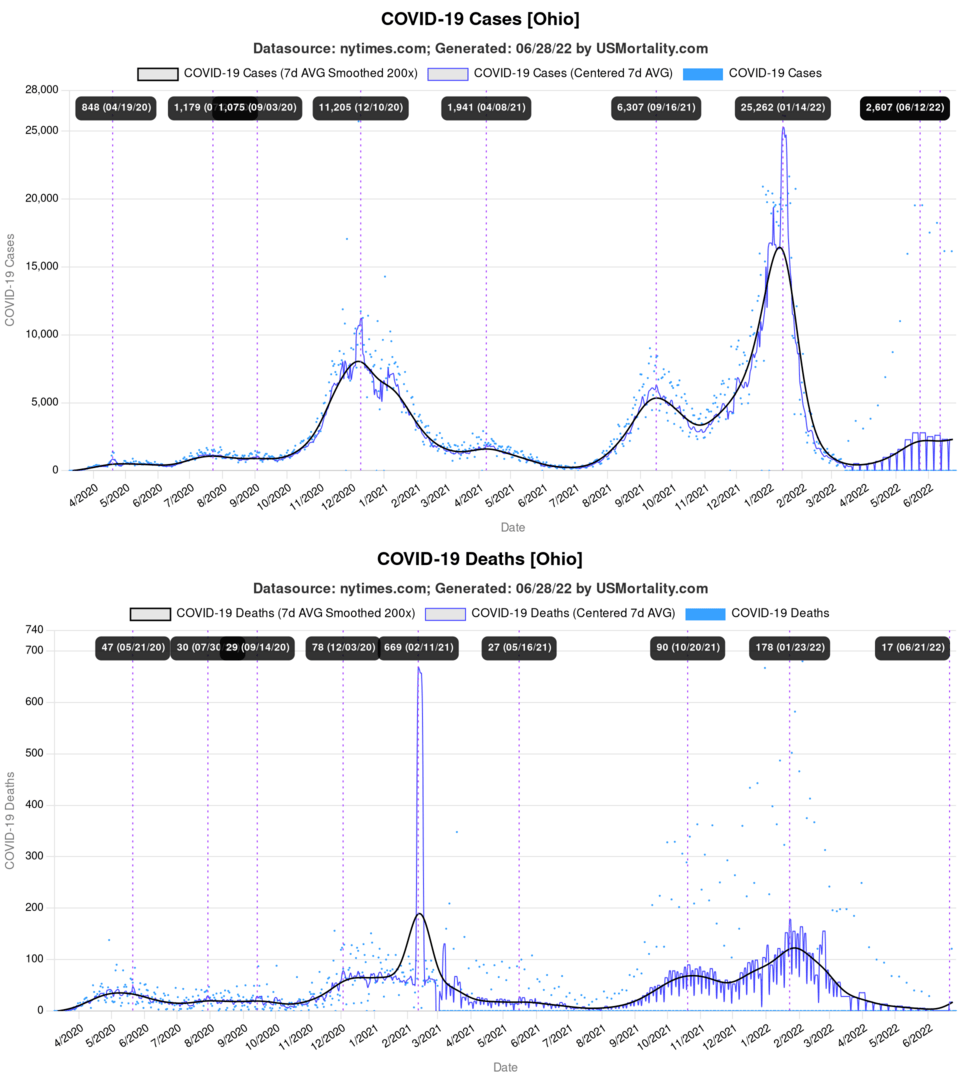 COVID-19 Cases [Ohio]
Datasource: nytimes.com; Generated: 06/28/22 by USMortality.com
COVID-19 Cases (7d AVG Smoothed 200x) COVID-19 Cases (Centered 7d AVG) COVID-19 Cases
28,000
848 (04/19/20) 1,179 (0 1,075 (09/03/20) 11,205 (12/10/20) 1,941 (04/08/21) 6,307 (09/16/21) 25,262 (01/14/22) 2,607 (06/12/22)
25,000
20,000
15,000
10,000
5,000
0
COVID-19 Cases
4/2020 5/2020 6/2020 7/2020 8/2020 9/2020 10/2020 11/2020 12/2020 1/2021 2/2021 3/2021 4/2021 5/2021 6/2021 7/2021 8/2021 9/2021 10/2021 11/2021 12/2021 1/2022 2/2022 3/2022 4/2022 5/2022 6/2022
Date
COVID-19 Deaths [Ohio]
Datasource: nytimes.com; Generated: 06/28/22 by USMortality.com
COVID-19 Deaths (7d AVG Smoothed 200x) COVID-19 Deaths (Centered 7d AVG) COVID-19 Deaths
740
47 (05/21/20) 30 (07/30 29 (09/14/20) 78 (12/03/20) 669 (02/11/21) 27 (05/16/21) 90 (10/20/21) 178 (01/23/22) 17 (06/21/22)
700
600
500
400
300
200
100
0
COVID-19 Deaths
4/2020 5/2020 6/2020 7/2020 8/2020 9/2020 10/2020 11/2020 12/2020 1/2021 2/2021 3/2021 4/2021 5/2021 6/2021 7/2021 8/2021 9/2021 10/2021 11/2021 12/2021 1/2022 2/2022 3/2022 4/2022 5/2022 6/2022
Date